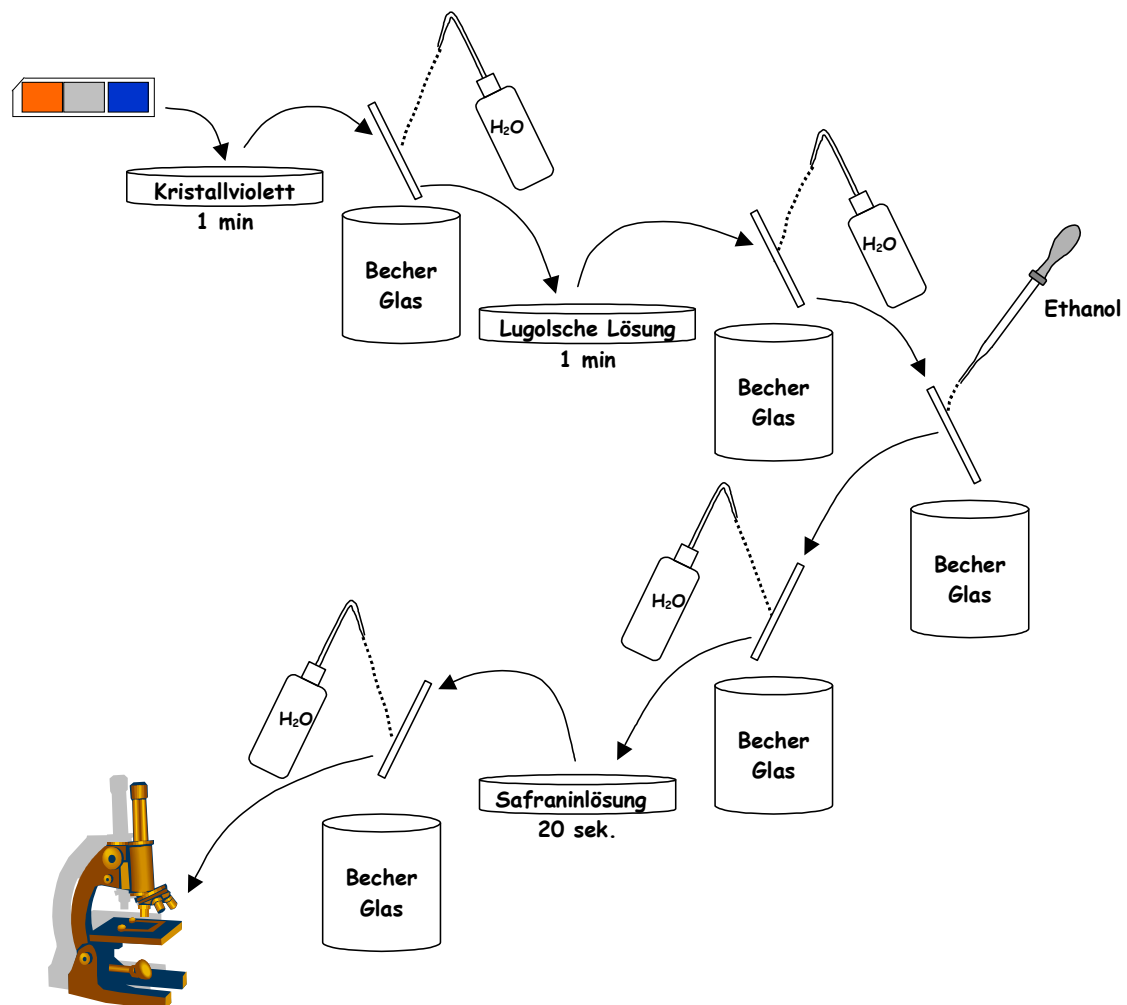 H₂O
Kristallviolett
1 min
Becher
Glas
H₂O
Lugolsche Lösung
1 min
Becher
Glas
Ethanol
Becher
Glas
H₂O
Becher
Glas
Safraninlösung
20 sek.
H₂O
Becher
Glas